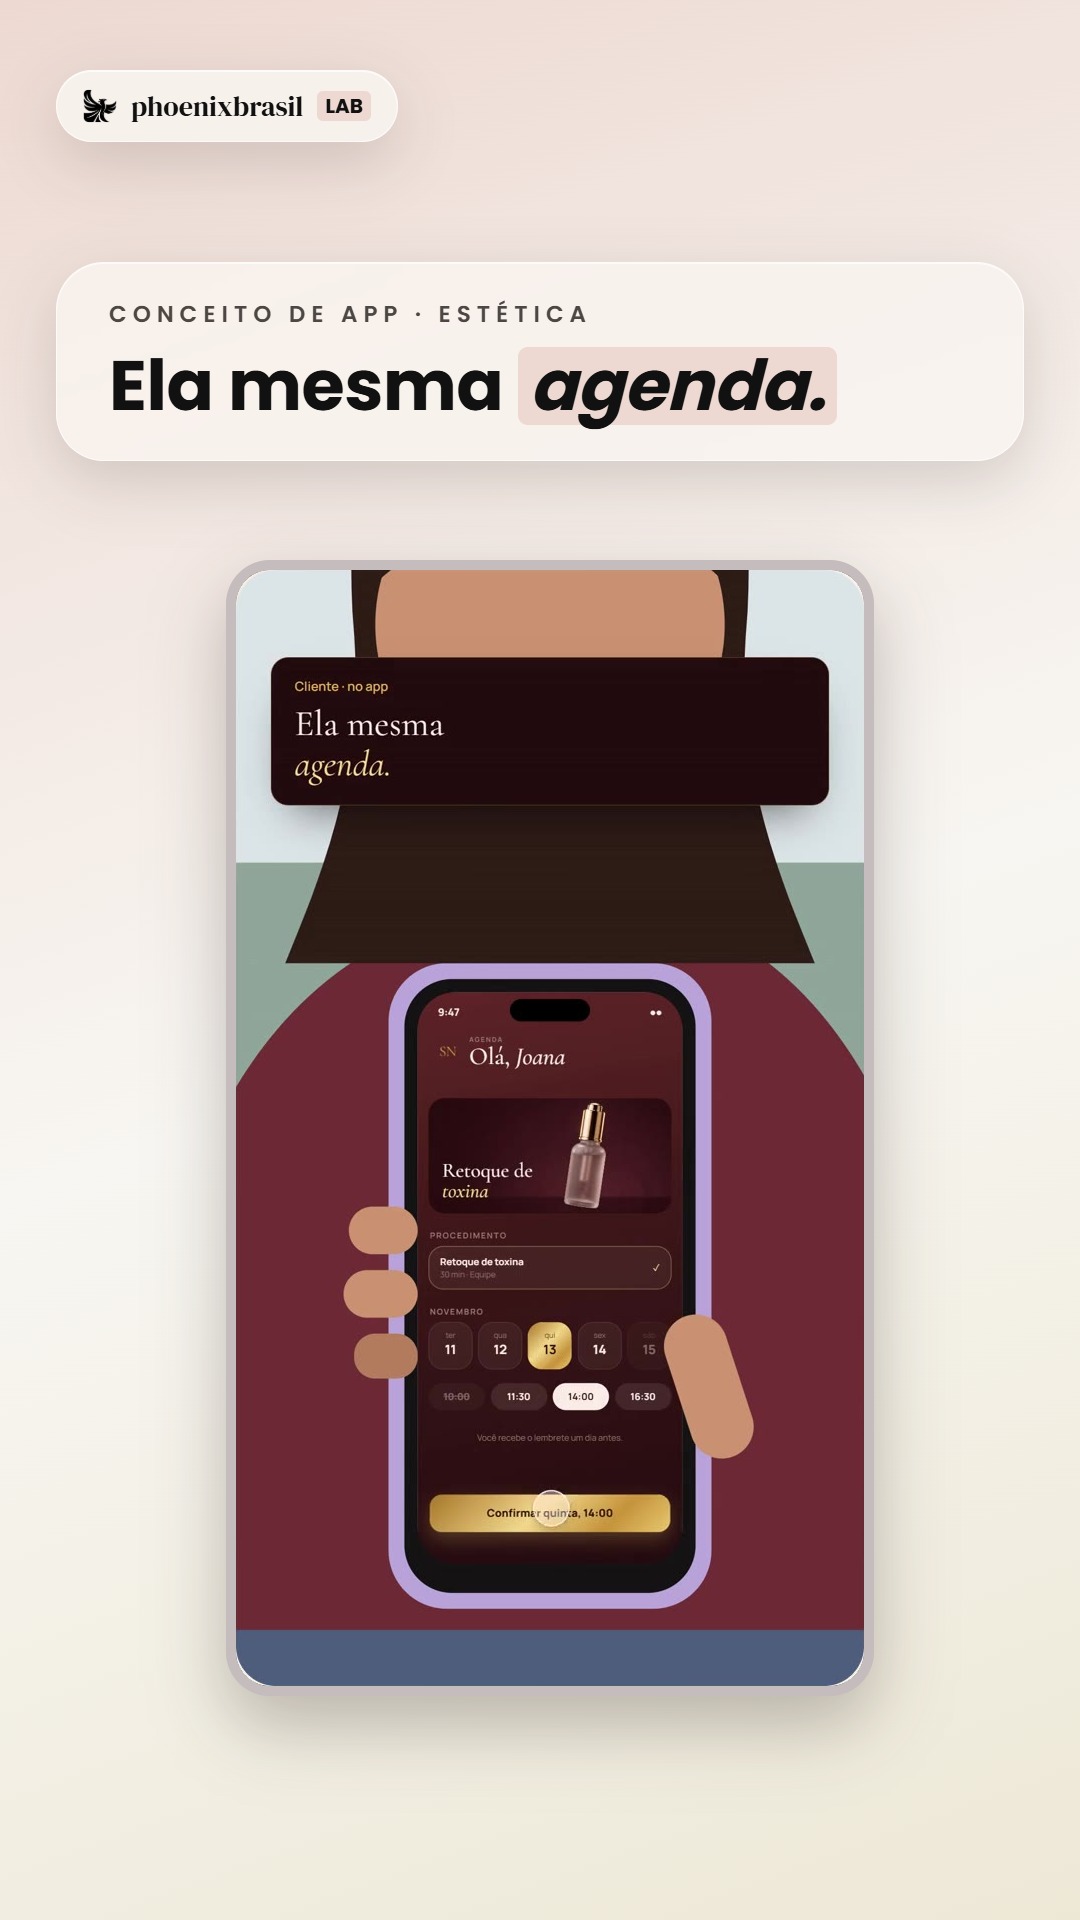 phoenixbrasil LAB
CONCEITO DE APP · ESTÉTICA
Ela mesma agenda.
Cliente · no app
Ela mesma
agenda.
9:47
AGENDA
SN Olá, Joana
Retoque de
toxina
PROCEDIMENTO
Retoque de toxina
30 min · Equipe
✓
NOVEMBRO
ter qua qui sex sáb
11 12 13 14 15
10:00 11:30 14:00 16:30
Você recebe o lembrete um dia antes.
Confirmar quinta, 14:00